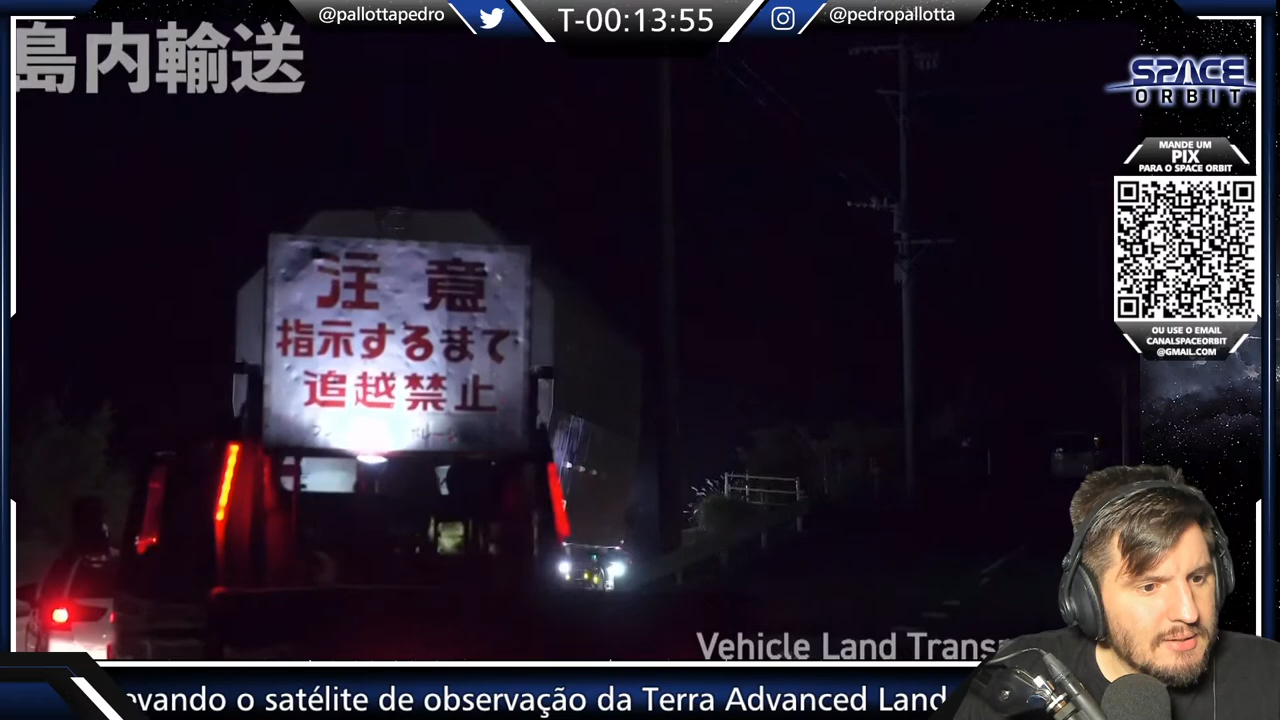 @pallottapedro
T-00:13:55
@pedropallotta
島内輸送
SPACE
ORBIT
MANDE UM
PIX
PARA O SPACE ORBIT
注意
指示するまで
追越禁止
OU USE O EMAIL
CANALSPACEORBIT
@GMAIL.COM
Vehicle Land Trans
evando o satélite de observação da Terra Advanced Land